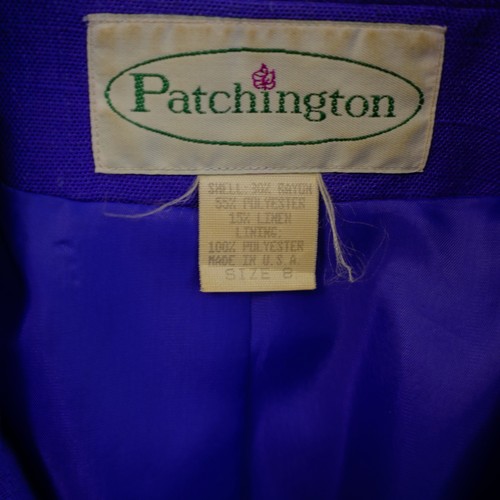 Patchington
SHELL 30% RAYON
55% POLYESTER
15% LINEN
LINING:
100% POLYESTER
MADE IN U.S.A.
SIZE 8